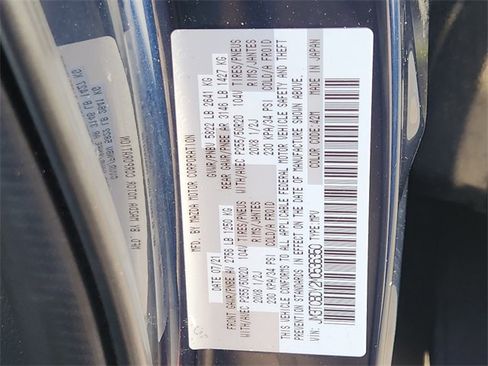 MFD. BY MAZDA MOTOR CORPORATION
DATE 07/21 GVWR/PNBV 5822 LB 2641 KG
FRONT GAWR/PNBE AV 2756 LB 1250 KG REAR GAWR/PNBE AR 3146 LB 1427 KG
WITH/AVEC P255/50R20 104V TIRES/PNEUS WITH/AVEC P255/50R20 104V TIRES/PNEUS
20X8 1/2J RIMS/JANTES 20X8 1/2J RIMS/JANTES
230 KPA/34 PSI COLD/A FROID 230 KPA/34 PSI COLD/A FROID
THIS VEHICLE CONFORMS TO ALL APPLICABLE FEDERAL MOTOR VEHICLE SAFETY AND THEFT
PREVENTION STANDARDS IN EFFECT ON THE DATE OF MANUFACTURE SHOWN ABOVE.
TYPE: MPV COLOR CODE: 42M MADE IN JAPAN
VIN: